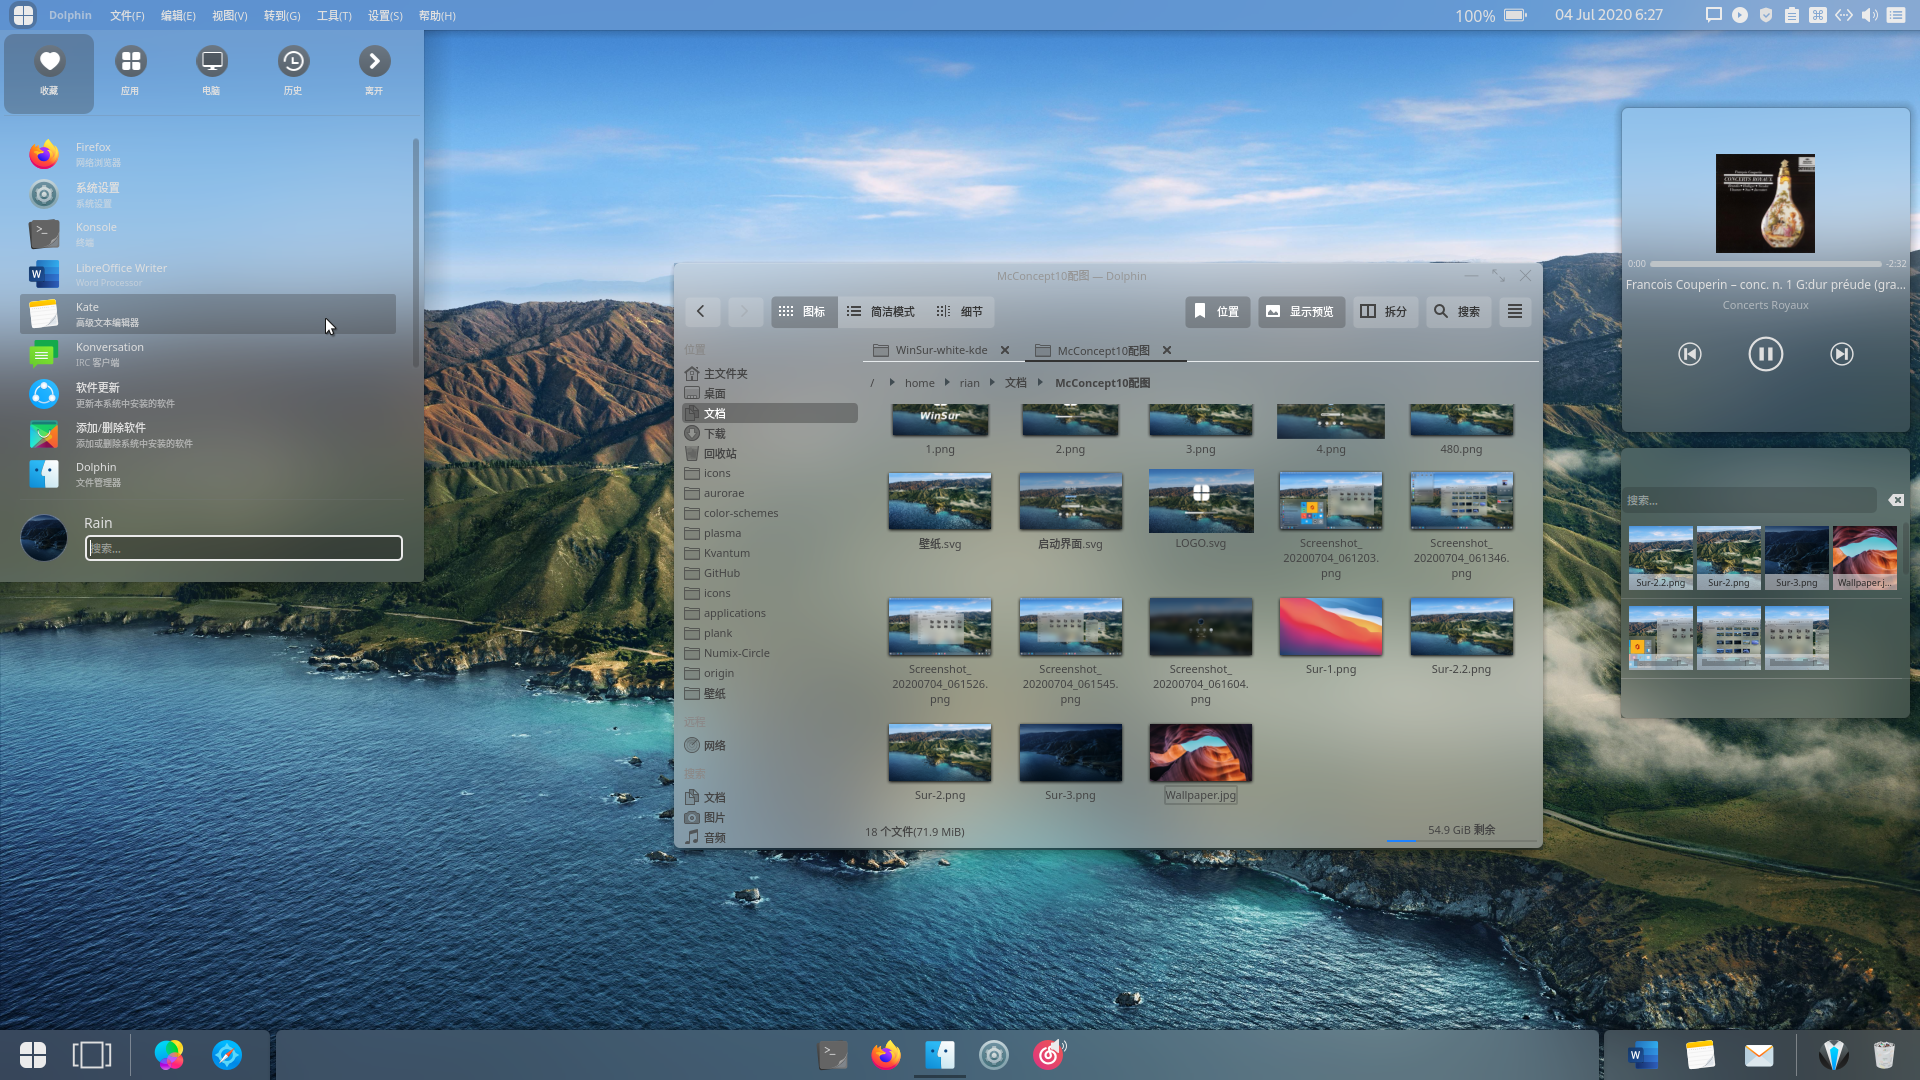 Dolphin 文件(F) 编辑(E) 视图(V) 转到(G) 工具(T) 设置(S) 帮助(H)
100% 04 Jul 2020 6:27
收藏 应用 电脑 历史 离开
Firefox
网络浏览器
系统设置
系统设置
Konsole
终端
LibreOffice Writer
Word Processor
Kate
高级文本编辑器
Konversation
IRC 客户端
软件更新
更新本系统中安装的软件
添加/删除软件
添加或删除系统中安装的软件
Dolphin
文件管理器
Rain
搜索...
McConcept10配图 — Dolphin
图标 简洁模式 细节 位置 显示预览 拆分 搜索
WinSur-white-kde McConcept10配图
/ home rian 文档 McConcept10配图
位置
主文件夹
桌面
文档
下载
回收站
icons
aurorae
color-schemes
plasma
Kvantum
GitHub
icons
applications
plank
Numix-Circle
origin
壁纸
远程
网络
搜索
文档
图片
音频
WinSur
1.png 2.png 3.png 4.png 480.png
壁纸.svg 启动界面.svg LOGO.svg Screenshot_20200704_061203.png Screenshot_20200704_061346.png
Screenshot_20200704_061526.png Screenshot_20200704_061545.png Screenshot_20200704_061604.png Sur-1.png Sur-2.2.png
Sur-2.png Sur-3.png Wallpaper.jpg
18 个文件(71.9 MiB) 54.9 GiB 剩余
CONCERTS ROYAUX
0:00 -2:32
Francois Couperin – conc. n. 1 G:dur préude (gra...
Concerts Royaux
搜索...
Sur-2.2.png Sur-2.png Sur-3.png Wallpaper.j...